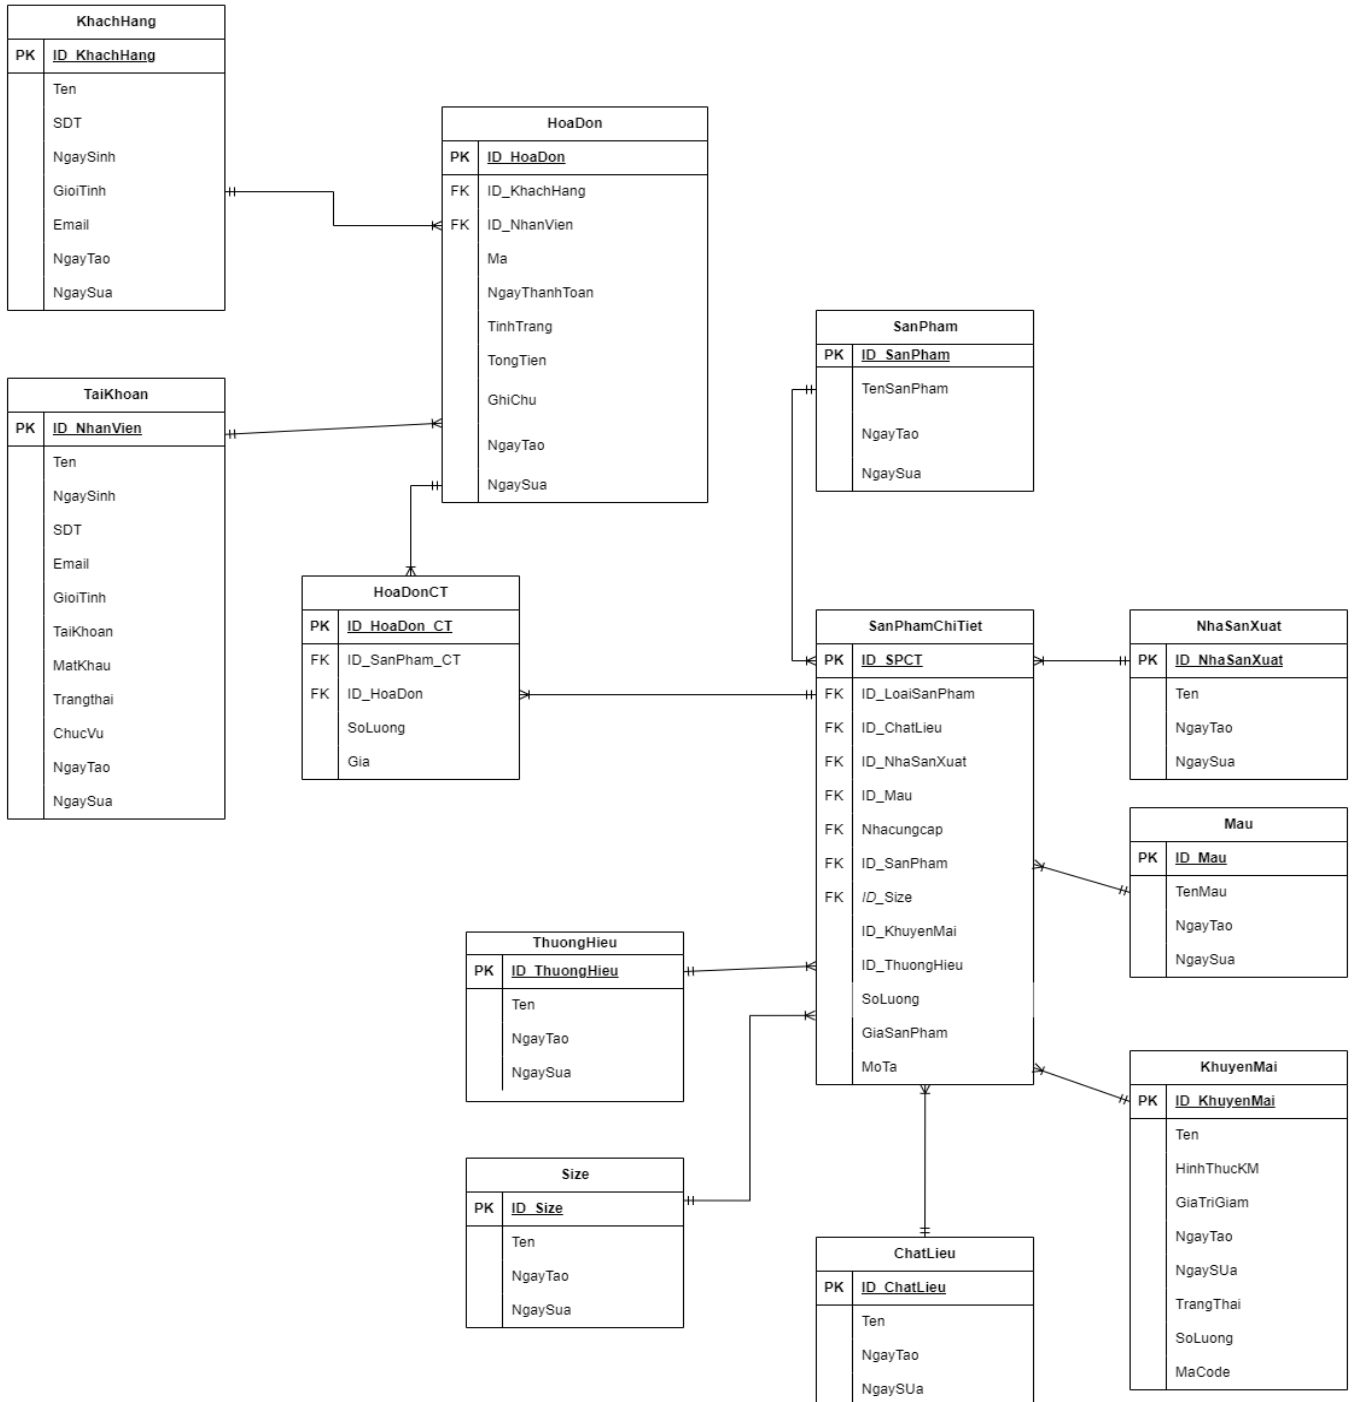 KhachHang
PK ID_KhachHang
Ten
SDT
NgaySinh
GioiTinh
Email
NgayTao
NgaySua
HoaDon
PK ID_HoaDon
FK ID_KhachHang
FK ID_NhanVien
Ma
NgayThanhToan
TinhTrang
TongTien
GhiChu
NgayTao
NgaySua
TaiKhoan
PK ID_NhanVien
Ten
NgaySinh
SDT
Email
GioiTinh
TaiKhoan
MatKhau
Trangthai
ChucVu
NgayTao
NgaySua
SanPham
PK ID_SanPham
TenSanPham
NgayTao
NgaySua
HoaDonCT
PK ID_HoaDon_CT
FK ID_SanPham_CT
FK ID_HoaDon
SoLuong
Gia
SanPhamChiTiet
PK ID_SPCT
FK ID_LoaiSanPham
FK ID_ChatLieu
FK ID_NhaSanXuat
FK ID_Mau
FK Nhacungcap
FK ID_SanPham
FK ID_Size
ID_KhuyenMai
ID_ThuongHieu
SoLuong
GiaSanPham
MoTa
NhaSanXuat
PK ID_NhaSanXuat
Ten
NgayTao
NgaySua
Mau
PK ID_Mau
TenMau
NgayTao
NgaySua
ThuongHieu
PK ID_ThuongHieu
Ten
NgayTao
NgaySua
KhuyenMai
PK ID_KhuyenMai
Ten
HinhThucKM
GiaTriGiam
NgayTao
NgaySUa
TrangThai
SoLuong
MaCode
Size
PK ID_Size
Ten
NgayTao
NgaySua
ChatLieu
PK ID_ChatLieu
Ten
NgayTao
NgaySUa